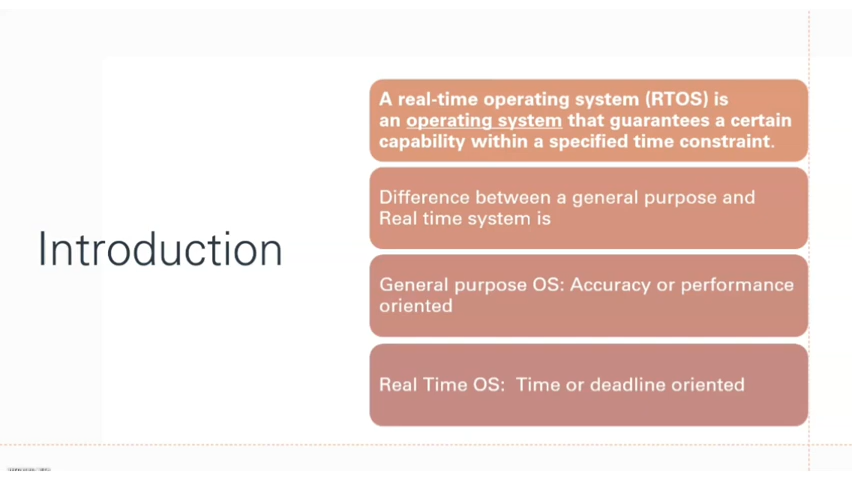 Introduction
A real-time operating system (RTOS) is
an operating system that guarantees a certain
capability within a specified time constraint.
Difference between a general purpose and
Real time system is
General purpose OS: Accuracy or performance
oriented
Real Time OS:  Time or deadline oriented